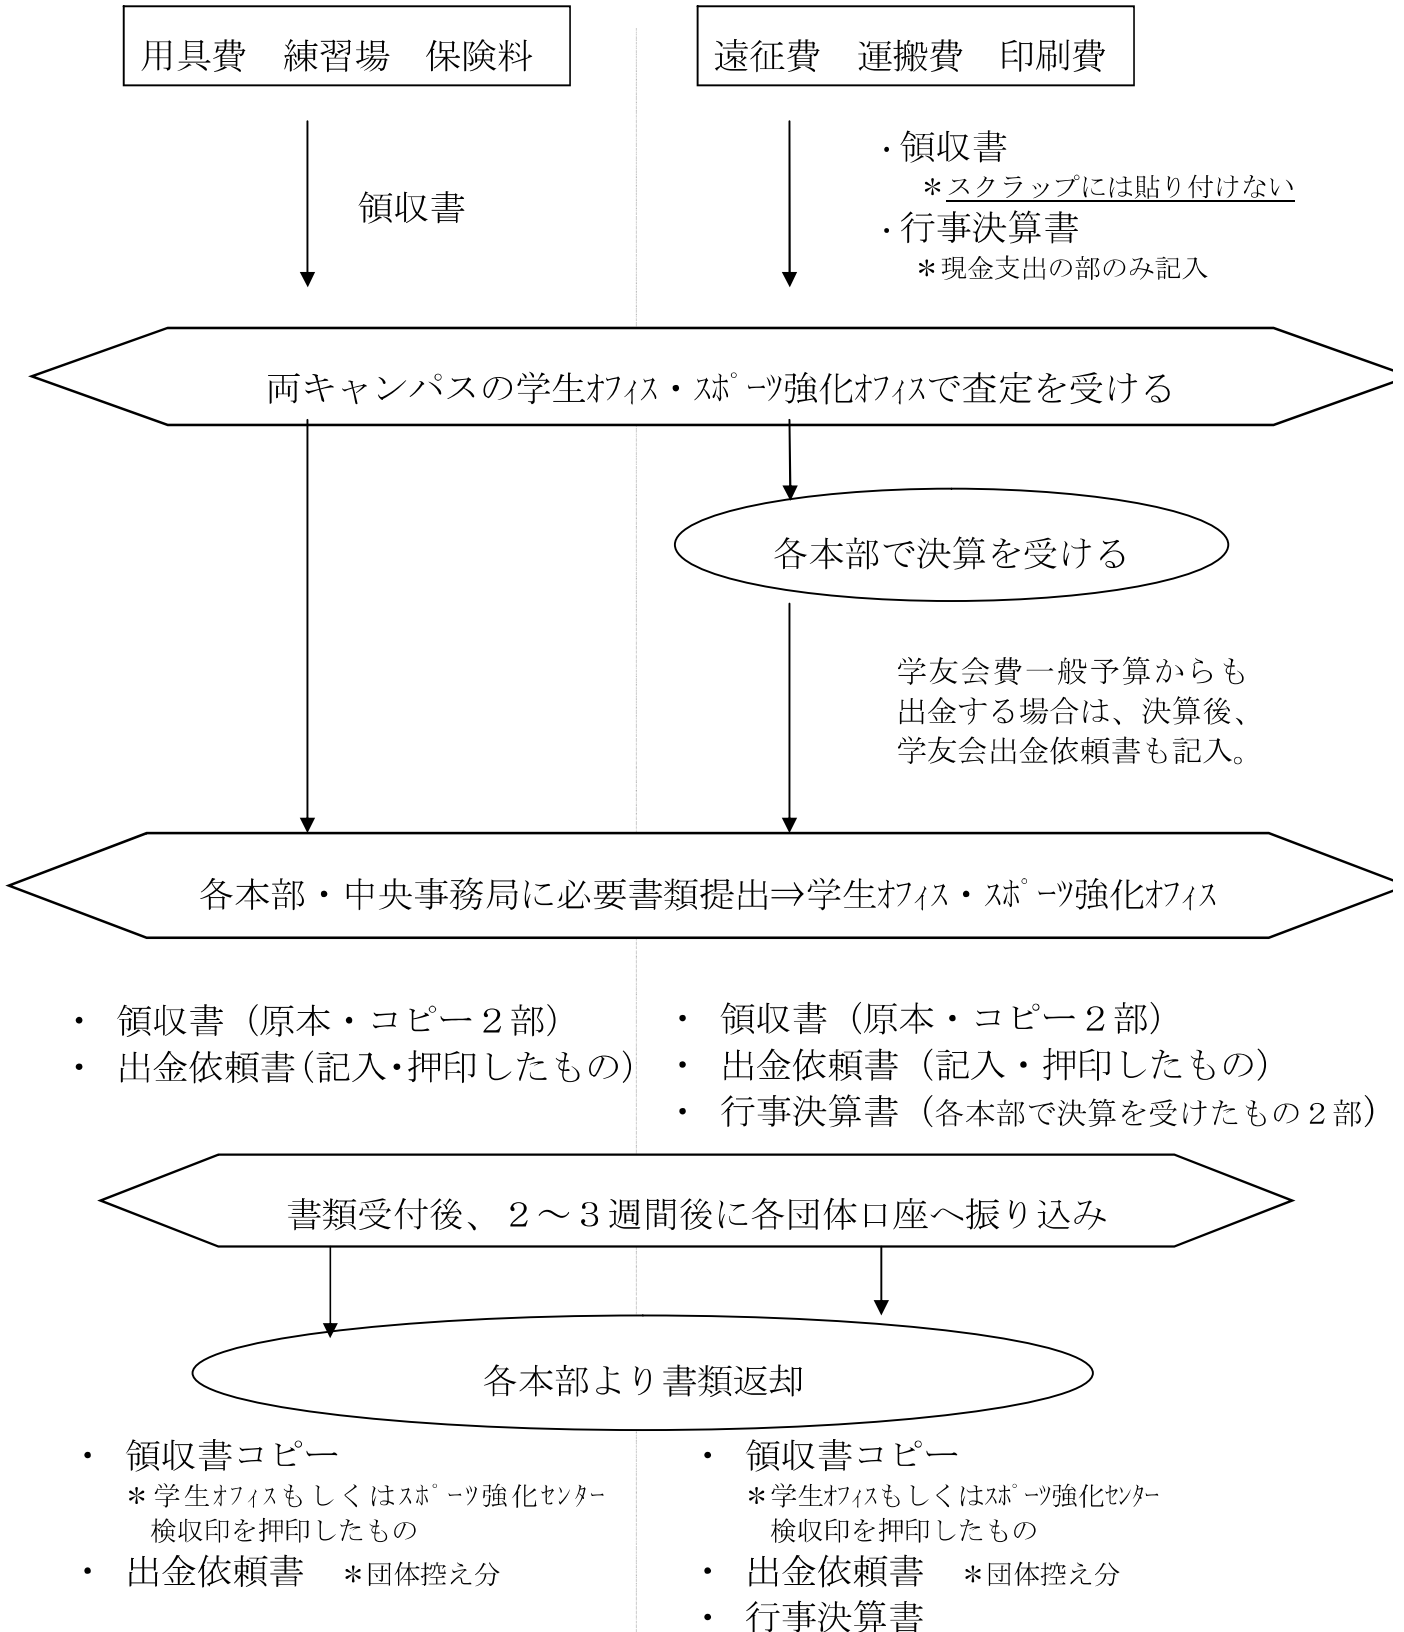 用具費　練習場　保険料
遠征費　運搬費　印刷費
領収書
・領収書
＊スクラップには貼り付けない
・行事決算書
＊現金支出の部のみ記入
両キャンパスの学生ｵﾌｨｽ・ｽﾎﾟｰﾂ強化ｵﾌｨｽで査定を受ける
各本部で決算を受ける
学友会費一般予算からも
出金する場合は、決算後、
学友会出金依頼書も記入。
各本部・中央事務局に必要書類提出⇒学生ｵﾌｨｽ・ｽﾎﾟｰﾂ強化ｵﾌｨｽ
・ 領収書（原本・コピー２部）
・ 出金依頼書(記入･押印したもの)
・ 領収書（原本・コピー２部）
・ 出金依頼書（記入・押印したもの）
・ 行事決算書（各本部で決算を受けたもの２部）
書類受付後、２～３週間後に各団体口座へ振り込み
各本部より書類返却
・ 領収書コピー
＊学生ｵﾌｨｽもしくはｽﾎﾟｰﾂ強化ｾﾝﾀｰ
検収印を押印したもの
・ 出金依頼書　＊団体控え分
・ 領収書コピー
＊学生ｵﾌｨｽもしくはｽﾎﾟｰﾂ強化ｾﾝﾀｰ
検収印を押印したもの
・ 出金依頼書　＊団体控え分
・ 行事決算書